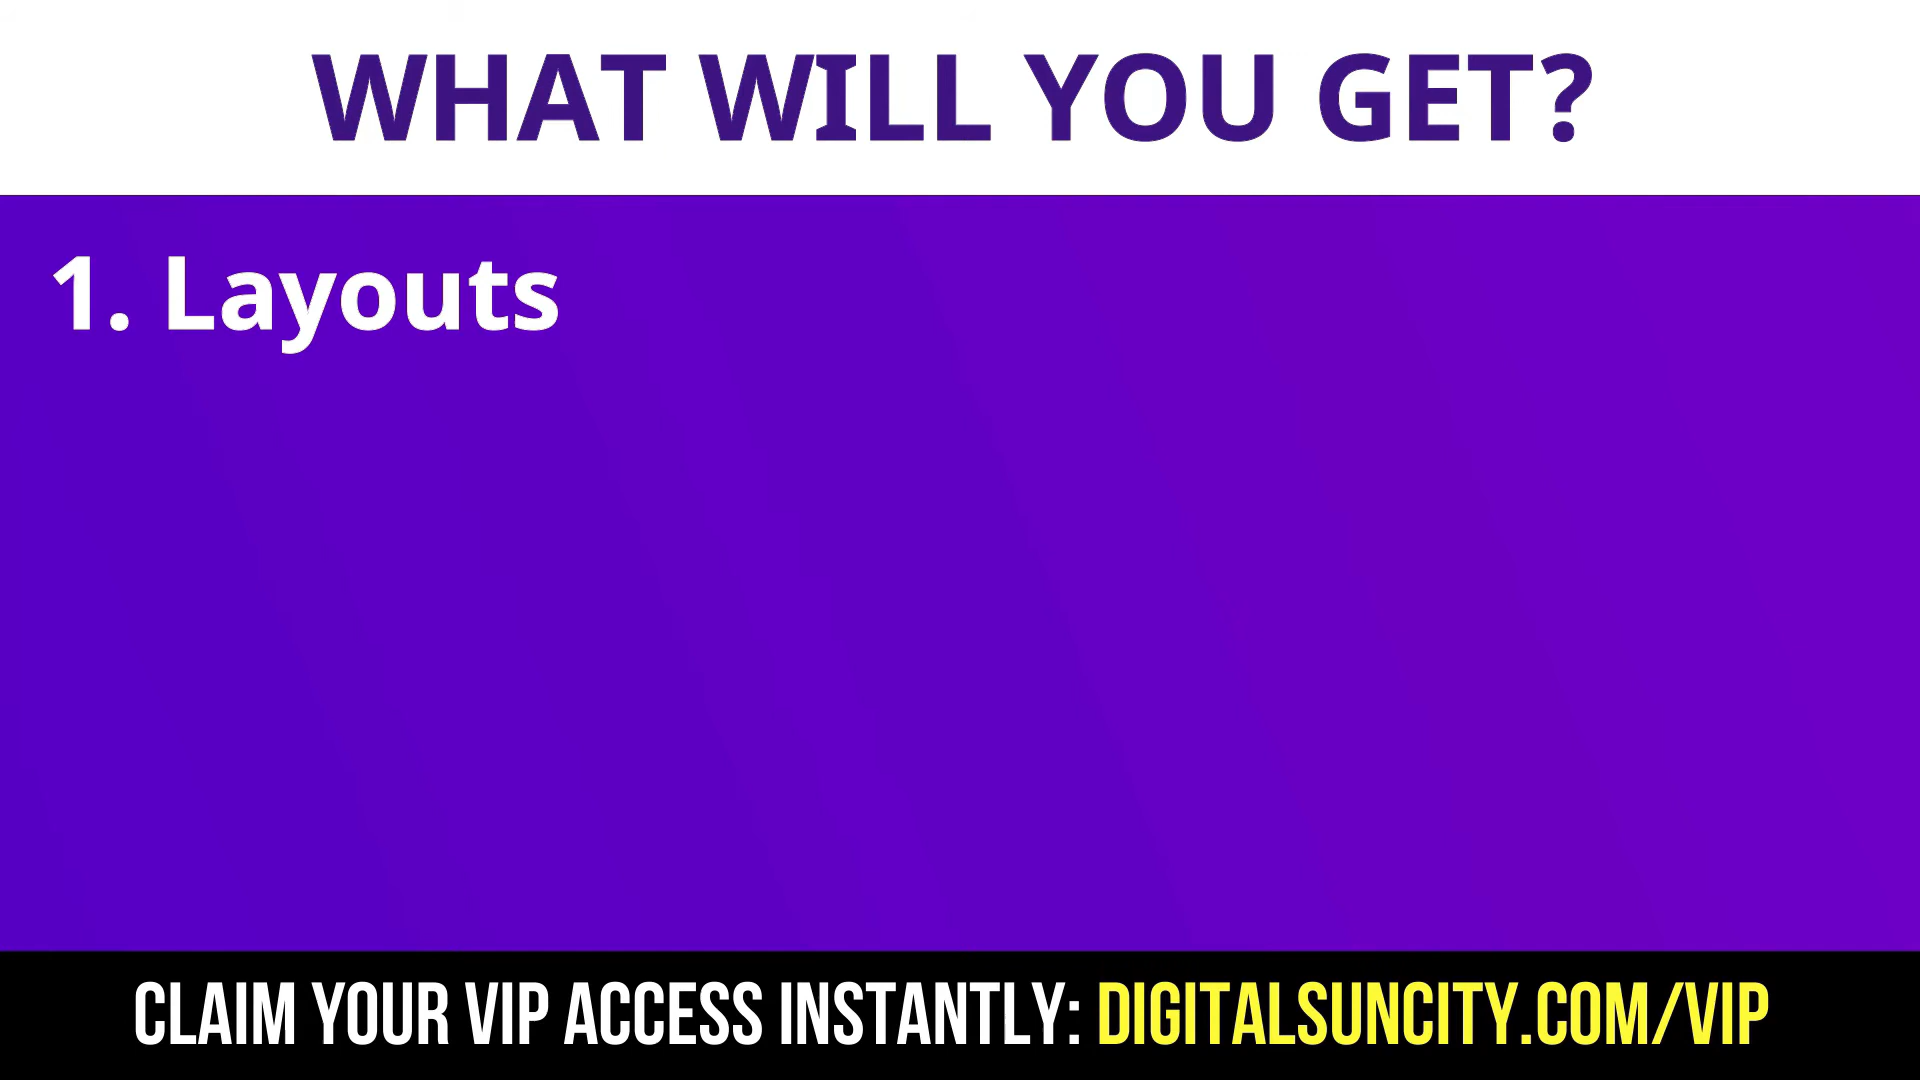 WHAT WILL YOU GET?
1. Layouts
CLAIM YOUR VIP ACCESS INSTANTLY: DIGITALSUNCITY.COM/VIP